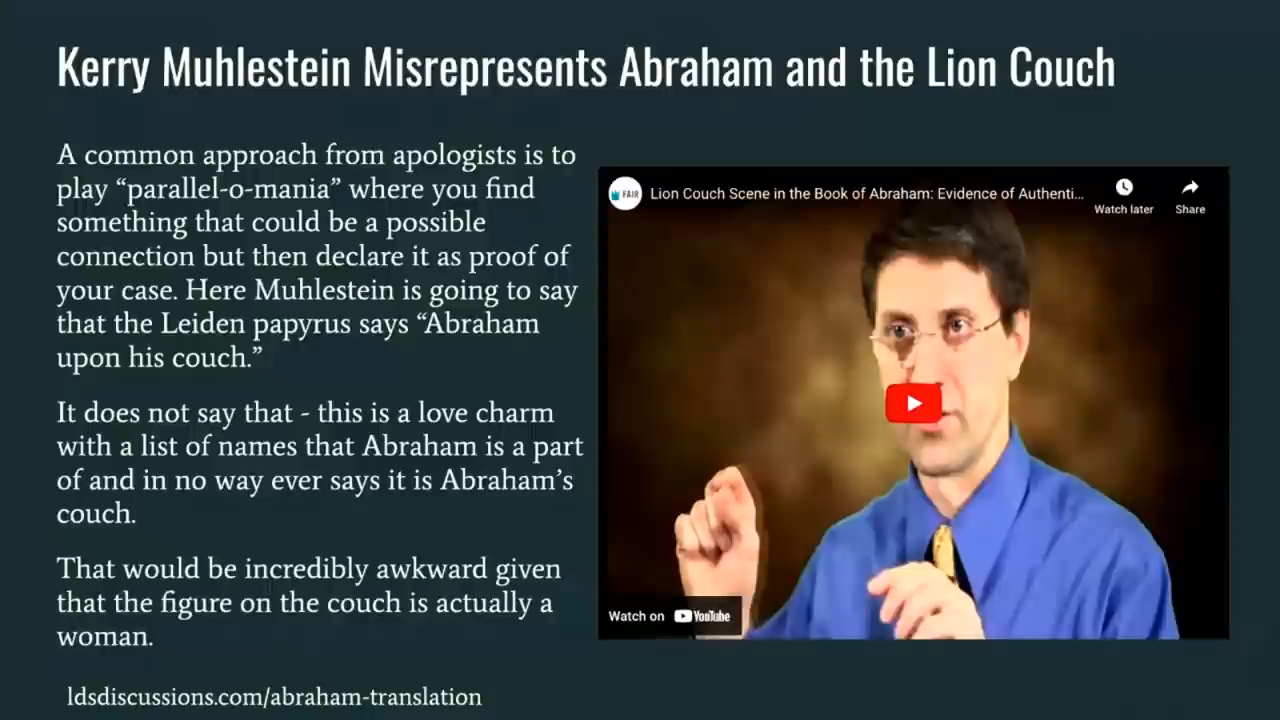 Kerry Muhlestein Misrepresents Abraham and the Lion Couch
A common approach from apologists is to
play “parallel-o-mania” where you find
something that could be a possible
connection but then declare it as proof of
your case. Here Muhlestein is going to say
that the Leiden papyrus says “Abraham
upon his couch.”
It does not say that - this is a love charm
with a list of names that Abraham is a part
of and in no way ever says it is Abraham’s
couch.
That would be incredibly awkward given
that the figure on the couch is actually a
woman.
ldsdiscussions.com/abraham-translation
FAIR
Lion Couch Scene in the Book of Abraham: Evidence of Authenti...
Watch later
Share
Watch on YouTube